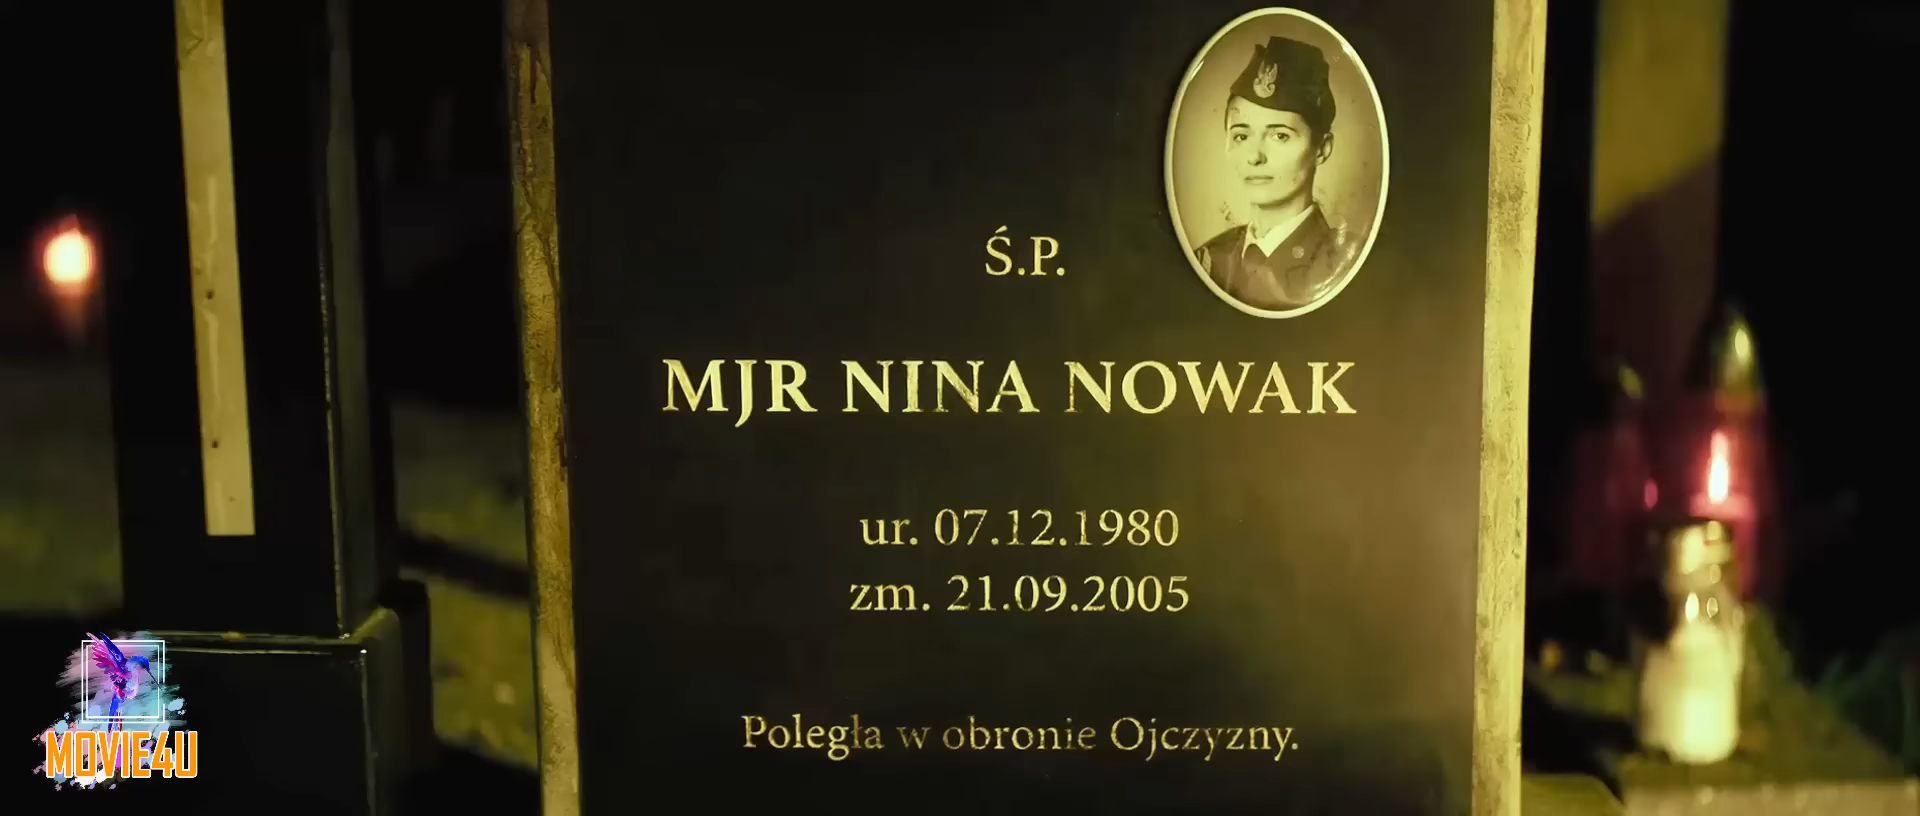 Ś.P.
MJR NINA NOWAK
ur. 07.12.1980
zm. 21.09.2005
Poległa w obronie Ojczyzny.
MOVIE4U